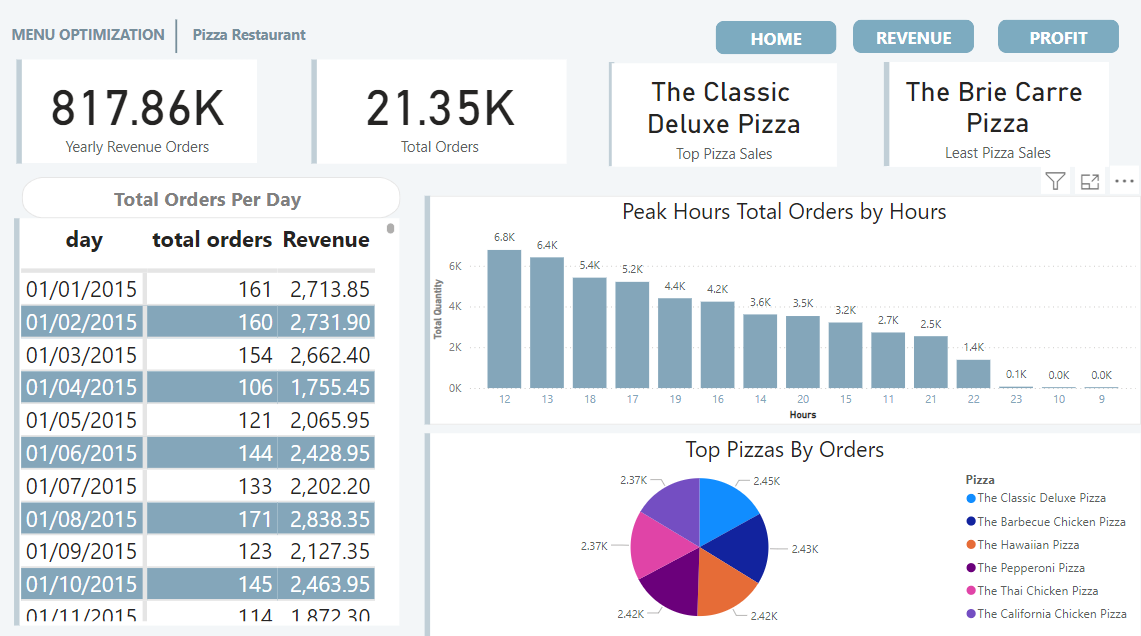 MENU OPTIMIZATION Pizza Restaurant
HOME REVENUE PROFIT
817.86K
Yearly Revenue Orders
21.35K
Total Orders
The Classic
Deluxe Pizza
Top Pizza Sales
The Brie Carre
Pizza
Least Pizza Sales
Total Orders Per Day
day total orders Revenue
01/01/2015 161 2,713.85
01/02/2015 160 2,731.90
01/03/2015 154 2,662.40
01/04/2015 106 1,755.45
01/05/2015 121 2,065.95
01/06/2015 144 2,428.95
01/07/2015 133 2,202.20
01/08/2015 171 2,838.35
01/09/2015 123 2,127.35
01/10/2015 145 2,463.95
01/11/2015 114 1,872.30
Peak Hours Total Orders by Hours
Total Quantity
6K
4K
2K
0K
6.8K 6.4K 5.4K 5.2K 4.4K 4.2K 3.6K 3.5K 3.2K 2.7K 2.5K 1.4K 0.1K 0.0K 0.0K
12 13 18 17 19 16 14 20 15 11 21 22 23 10 9
Hours
Top Pizzas By Orders
2.37K 2.45K
2.37K 2.43K
2.42K 2.42K
Pizza
The Classic Deluxe Pizza
The Barbecue Chicken Pizza
The Hawaiian Pizza
The Pepperoni Pizza
The Thai Chicken Pizza
The California Chicken Pizza